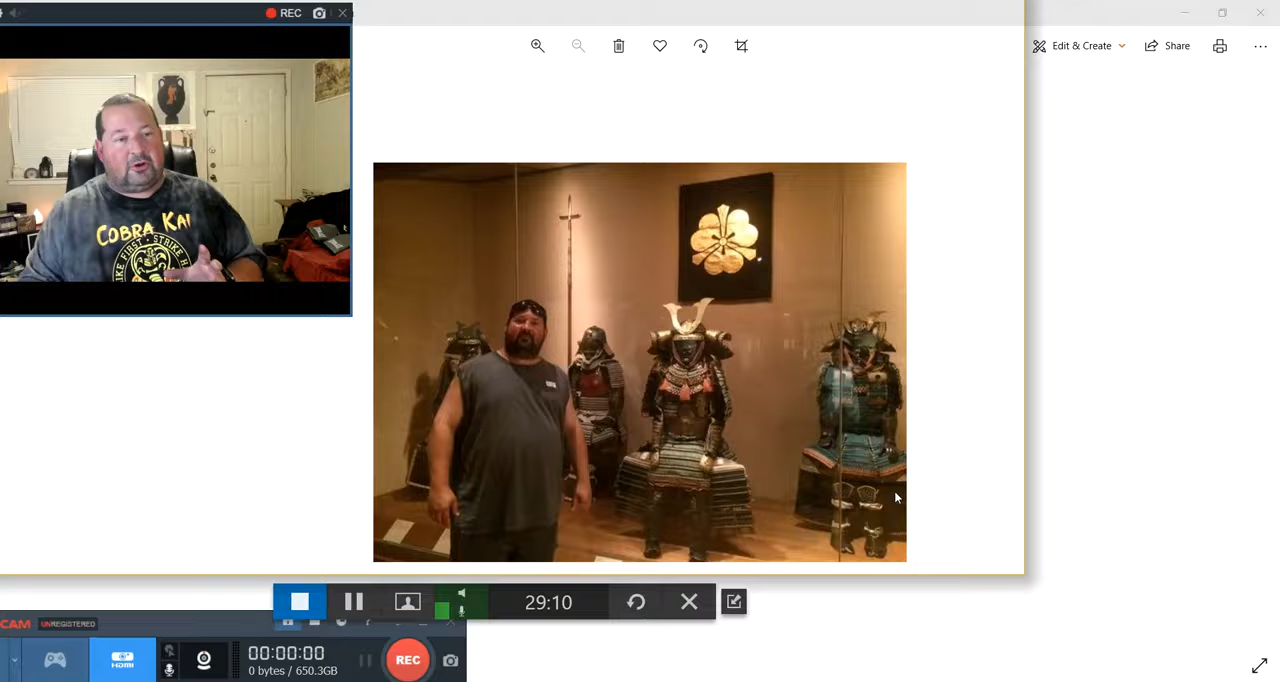 REC
Edit & Create
Share
COBRA KAI
STRIKE FIRST • STRIKE H
29:10
CAM UNREGISTERED
HDMI
00:00:00
0 bytes / 650.3GB
REC